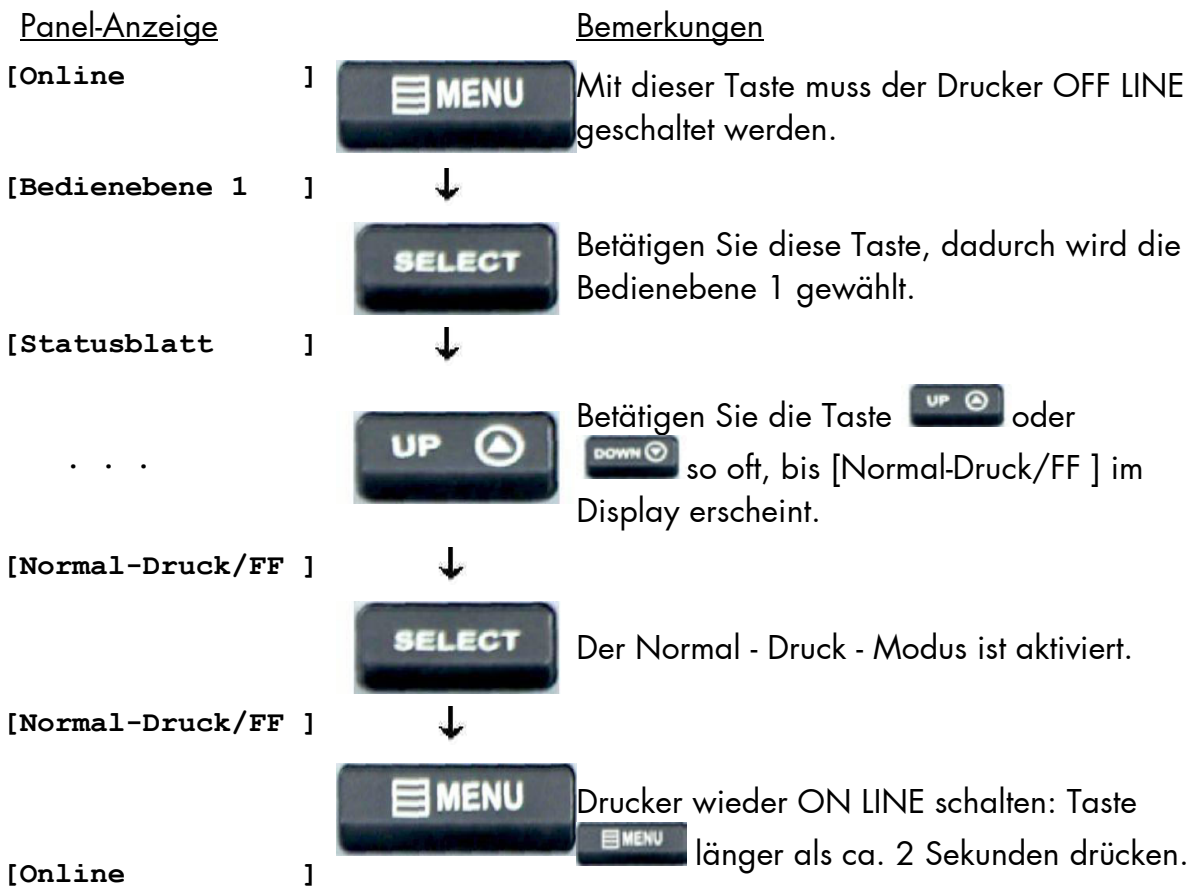 Panel-Anzeige Bemerkungen
[Online ] MENU Mit dieser Taste muss der Drucker OFF LINE
geschaltet werden.
[Bedienebene 1 ] ↓
SELECT Betätigen Sie diese Taste, dadurch wird die
Bedienebene 1 gewählt.
[Statusblatt ] ↓
UP Betätigen Sie die Taste UP oder
. . . DOWN so oft, bis [Normal-Druck/FF ] im
Display erscheint.
[Normal-Druck/FF ] ↓
SELECT Der Normal - Druck - Modus ist aktiviert.
[Normal-Druck/FF ] ↓
MENU Drucker wieder ON LINE schalten: Taste
MENU länger als ca. 2 Sekunden drücken.
[Online ]